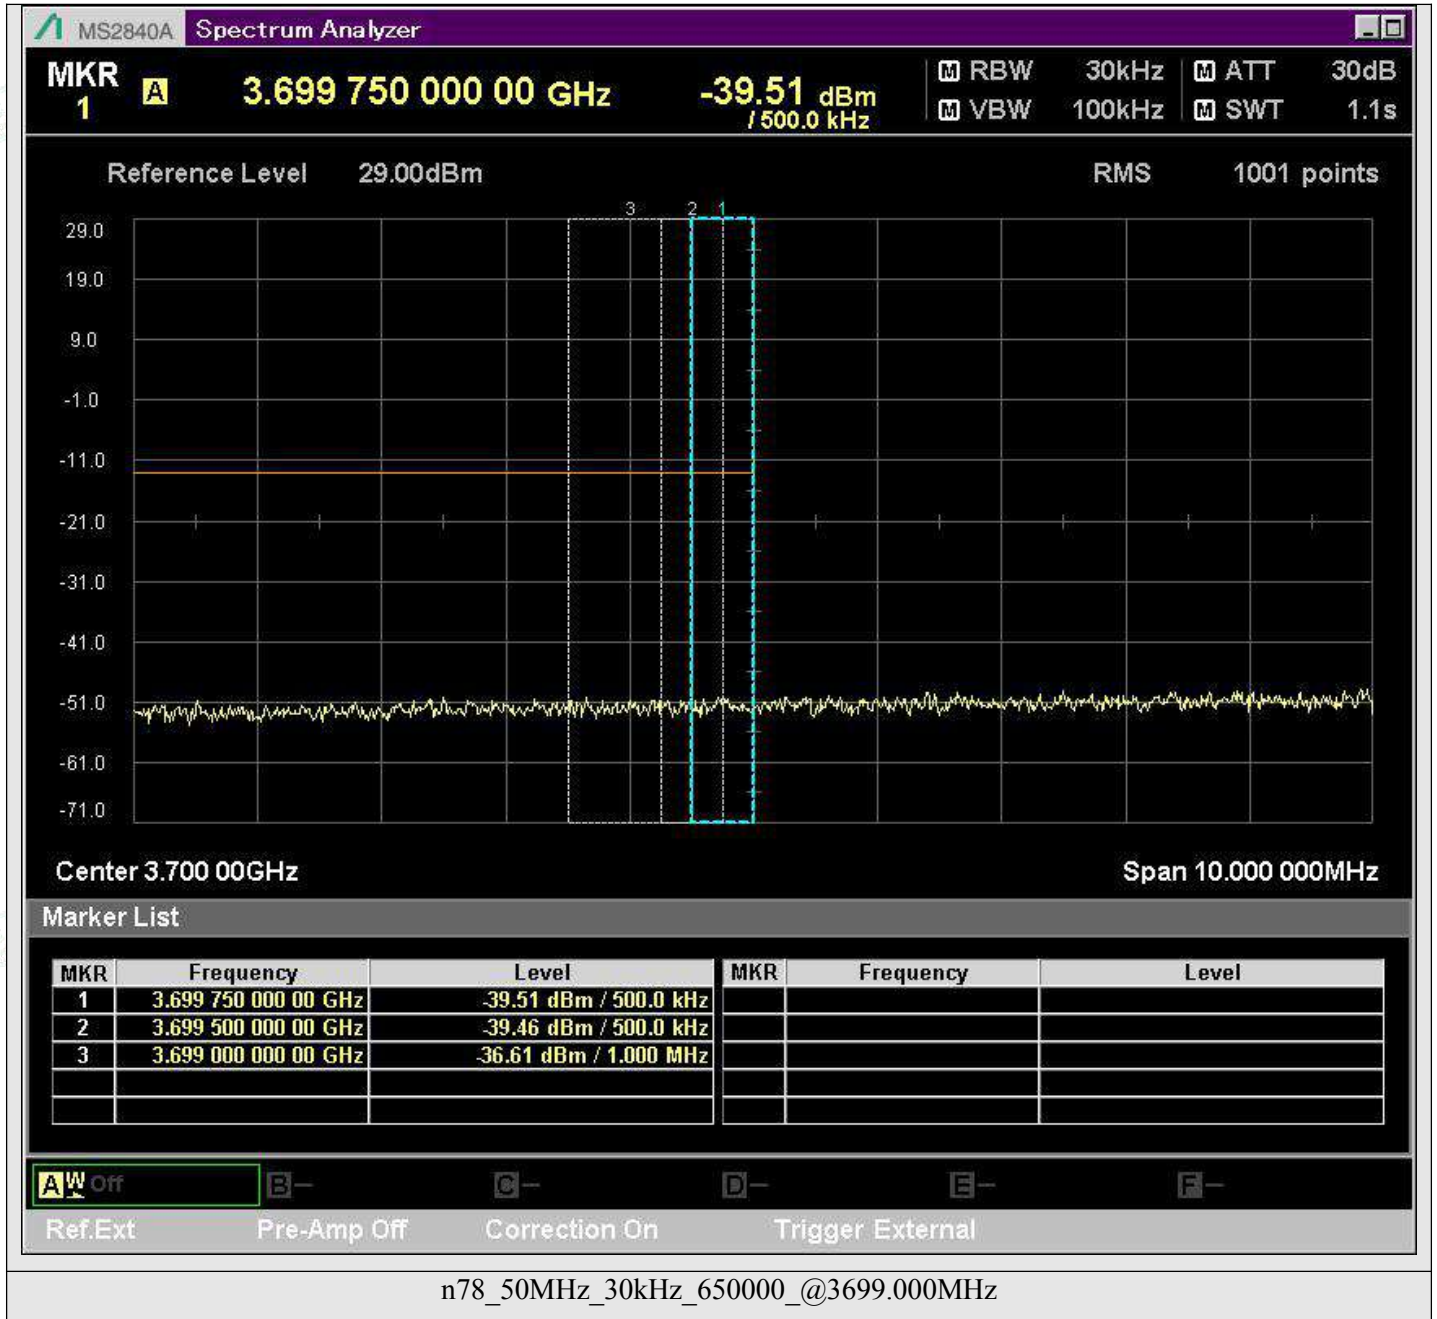 MS2840A Spectrum Analyzer
MKR 1 A 3.699 750 000 00 GHz -39.51 dBm / 500.0 kHz
M RBW 30kHz M ATT 30dB
M VBW 100kHz M SWT 1.1s
Reference Level 29.00dBm RMS 1001 points
3 2 1
29.0
19.0
9.0
-1.0
-11.0
-21.0
-31.0
-41.0
-51.0
-61.0
-71.0
Center 3.700 00GHz Span 10.000 000MHz
Marker List
MKR Frequency Level MKR Frequency Level
1 3.699 750 000 00 GHz -39.51 dBm / 500.0 kHz
2 3.699 500 000 00 GHz -39.46 dBm / 500.0 kHz
3 3.699 000 000 00 GHz -36.61 dBm / 1.000 MHz
A W Off B – C – D – E – F –
Ref.Ext Pre-Amp Off Correction On Trigger External
n78_50MHz_30kHz_650000_@3699.000MHz